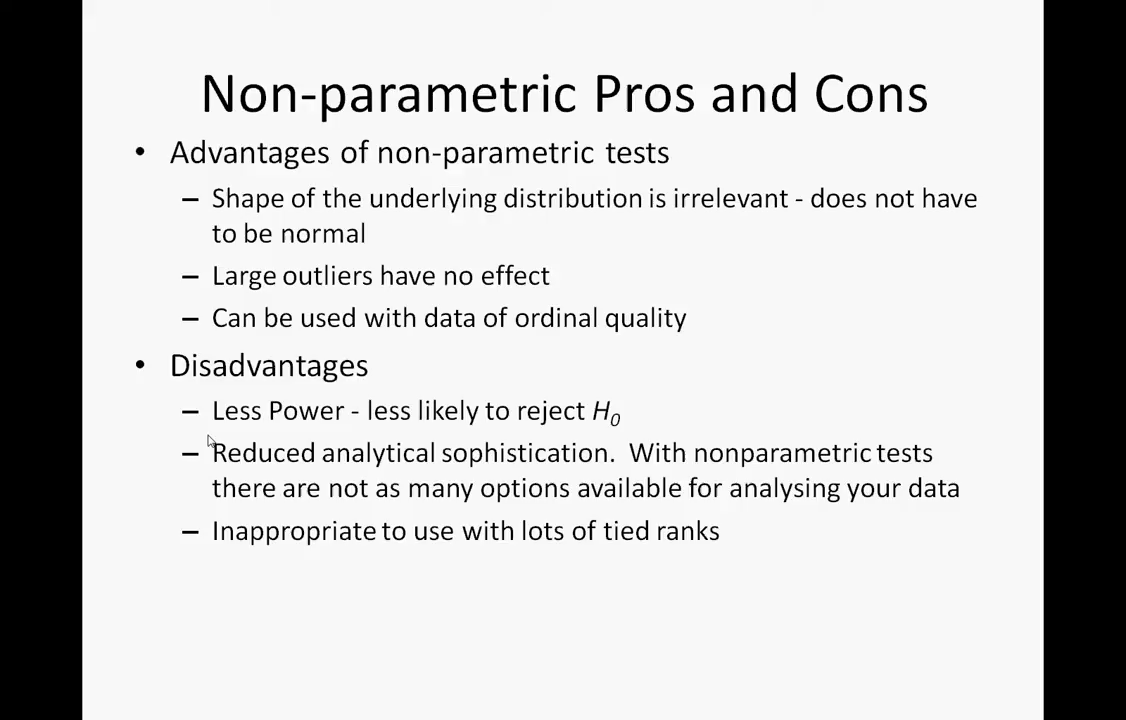 Non-parametric Pros and Cons
• Advantages of non-parametric tests
– Shape of the underlying distribution is irrelevant - does not have
to be normal
– Large outliers have no effect
– Can be used with data of ordinal quality
• Disadvantages
– Less Power - less likely to reject H₀
– Reduced analytical sophistication.  With nonparametric tests
there are not as many options available for analysing your data
– Inappropriate to use with lots of tied ranks